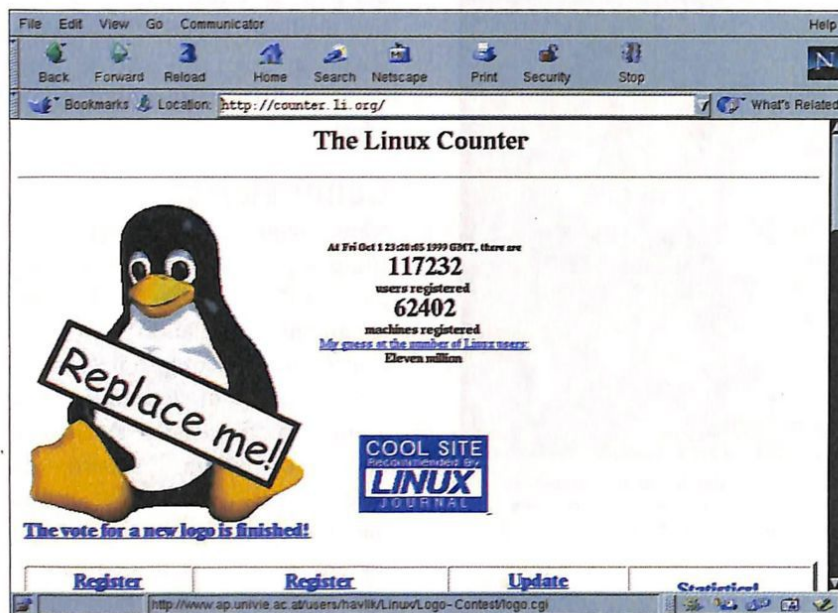 File Edit View Go Communicator Help
Back Forward Reload Home Search Netscape Print Security Stop
N
Bookmarks Location: http://counter.li.org/ What's Related
The Linux Counter
At Fri Oct 1 23:20:05 1999 GMT, there are
117232
users registered
62402
machines registered
My guess at the number of Linux users:
Eleven million
Replace me!
COOL SITE
Recommended By
LINUX
JOURNAL
The vote for a new logo is finished!
Register Register Update Statistics!
http://www.ap.univie.ac.at/users/havlik/Linux/Logo-Contest/logo.cgi